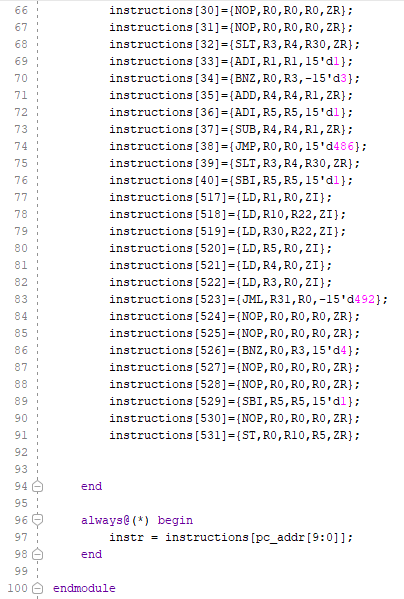 66 instructions[30]={NOP,R0,R0,R0,ZR};
67 instructions[31]={NOP,R0,R0,R0,ZR};
68 instructions[32]={SLT,R3,R4,R30,ZR};
69 instructions[33]={ADI,R1,R1,15'd1};
70 instructions[34]={BNZ,R0,R3,-15'd3};
71 instructions[35]={ADD,R4,R4,R1,ZR};
72 instructions[36]={ADI,R5,R5,15'd1};
73 instructions[37]={SUB,R4,R4,R1,ZR};
74 instructions[38]={JMP,R0,R0,15'd486};
75 instructions[39]={SLT,R3,R4,R30,ZR};
76 instructions[40]={SBI,R5,R5,15'd1};
77 instructions[517]={LD,R1,R0,ZI};
78 instructions[518]={LD,R10,R22,ZI};
79 instructions[519]={LD,R30,R22,ZI};
80 instructions[520]={LD,R5,R0,ZI};
81 instructions[521]={LD,R4,R0,ZI};
82 instructions[522]={LD,R3,R0,ZI};
83 instructions[523]={JML,R31,R0,-15'd492};
84 instructions[524]={NOP,R0,R0,R0,ZR};
85 instructions[525]={NOP,R0,R0,R0,ZR};
86 instructions[526]={BNZ,R0,R3,15'd4};
87 instructions[527]={NOP,R0,R0,R0,ZR};
88 instructions[528]={NOP,R0,R0,R0,ZR};
89 instructions[529]={SBI,R5,R5,15'd1};
90 instructions[530]={NOP,R0,R0,R0,ZR};
91 instructions[531]={ST,R0,R10,R5,ZR};
92
93
94 end
95
96 always@(*) begin
97 instr = instructions[pc_addr[9:0]];
98 end
99
100 endmodule